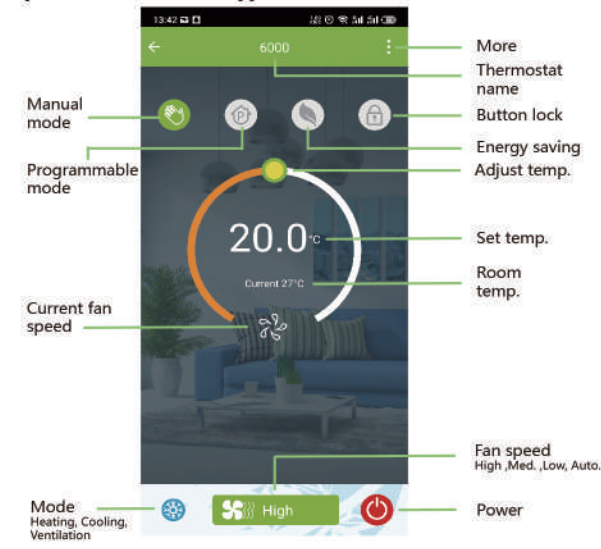 13:42
6000
More
Thermostat
name
Manual
mode
Button lock
Energy saving
Programmable
mode
Adjust temp.
20.0°C
Set temp.
Current 27°C
Room
temp.
Current fan
speed
Fan speed
High ,Med. ,Low, Auto.
Mode
Heating, Cooling,
Ventilation
High
Power